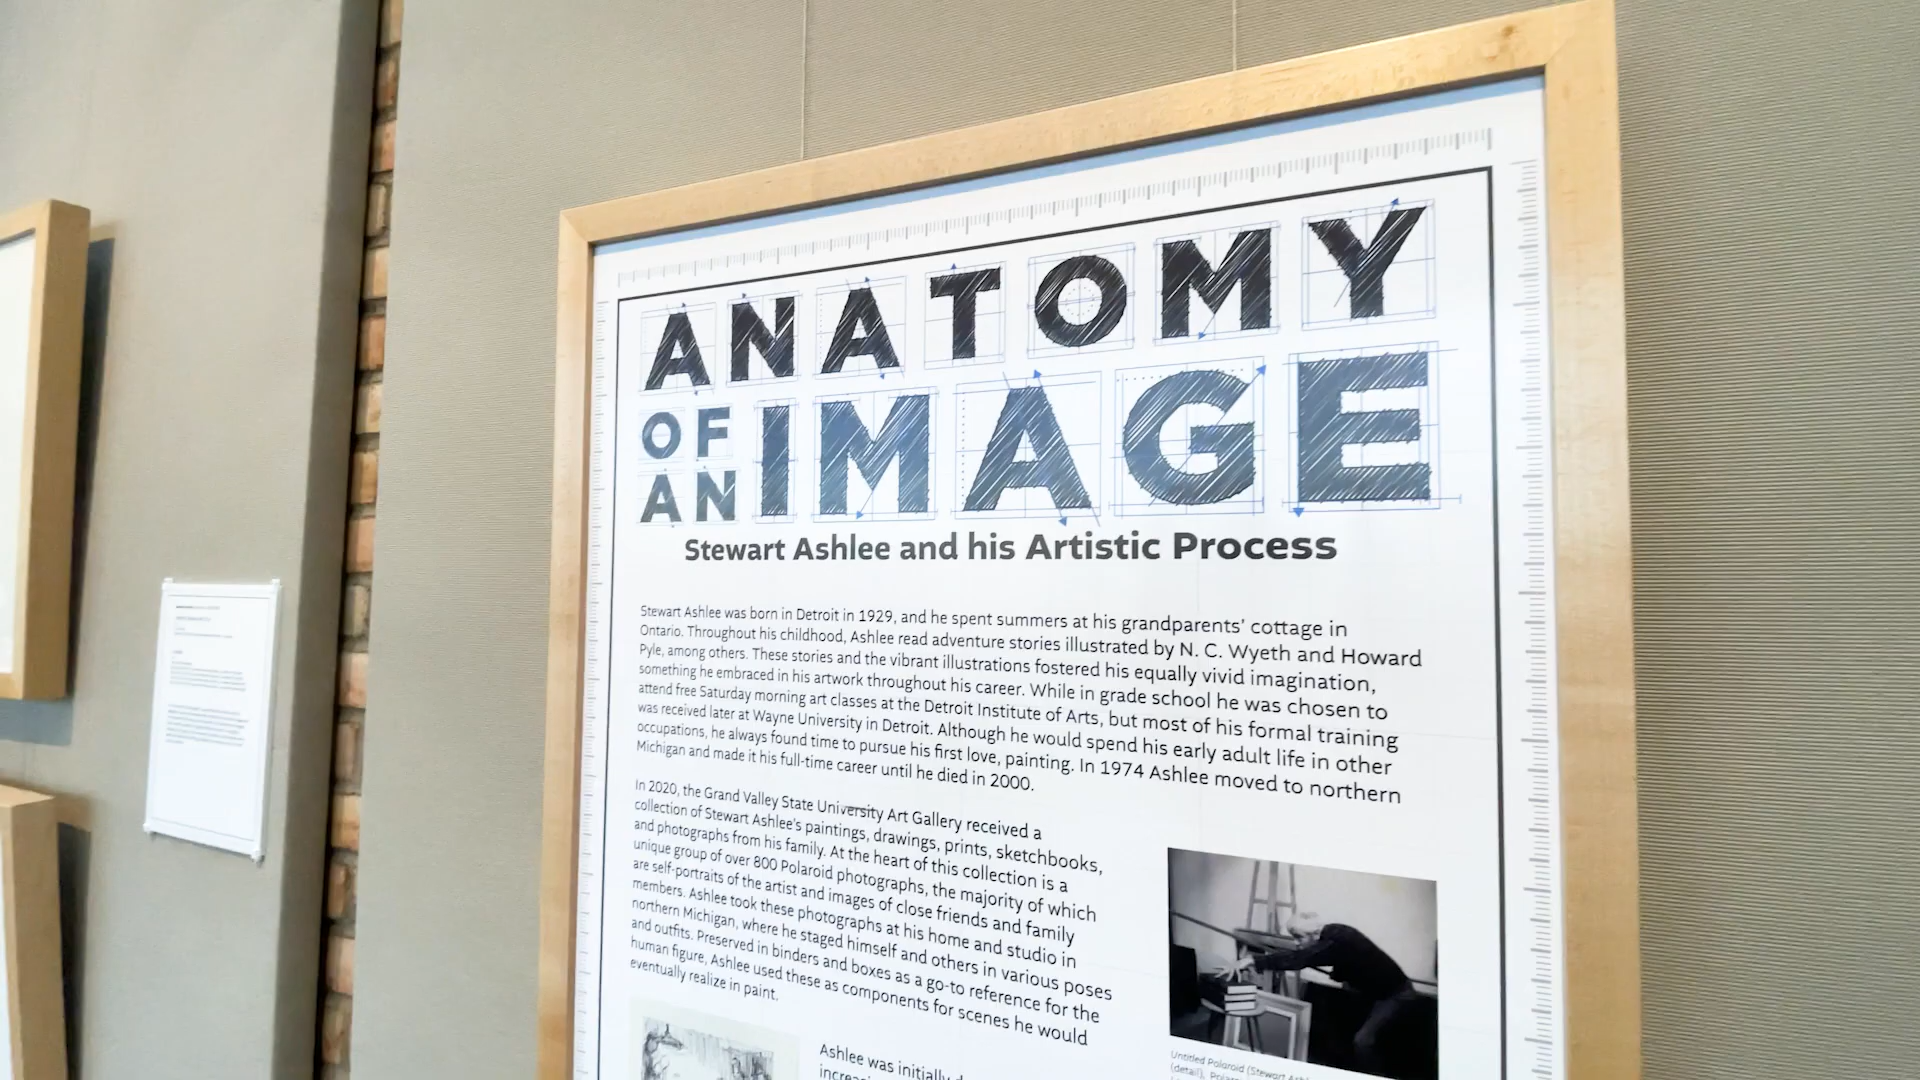 ANATOMY
OF AN IMAGE
Stewart Ashlee and his Artistic Process
Stewart Ashlee was born in Detroit in 1929, and he spent summers at his grandparents' cottage in
Ontario. Throughout his childhood, Ashlee read adventure stories illustrated by N. C. Wyeth and Howard
Pyle, among others. These stories and the vibrant illustrations fostered his equally vivid imagination,
something he embraced in his artwork throughout his career. While in grade school he was chosen to
attend free Saturday morning art classes at the Detroit Institute of Arts, but most of his formal training
was received later at Wayne University in Detroit. Although he would spend his early adult life in other
occupations, he always found time to pursue his first love, painting. In 1974 Ashlee moved to northern
Michigan and made it his full-time career until he died in 2000.
In 2020, the Grand Valley State University Art Gallery received a
collection of Stewart Ashlee's paintings, drawings, prints, sketchbooks,
and photographs from his family. At the heart of this collection is a
unique group of over 800 Polaroid photographs, the majority of which
are self-portraits of the artist and images of close friends and family
members. Ashlee took these photographs at his home and studio in
northern Michigan, where he staged himself and others in various poses
and outfits. Preserved in binders and boxes as a go-to reference for the
human figure, Ashlee used these as components for scenes he would
eventually realize in paint.
Ashlee was initially
Untitled Polaroid (Stewart
(detail),